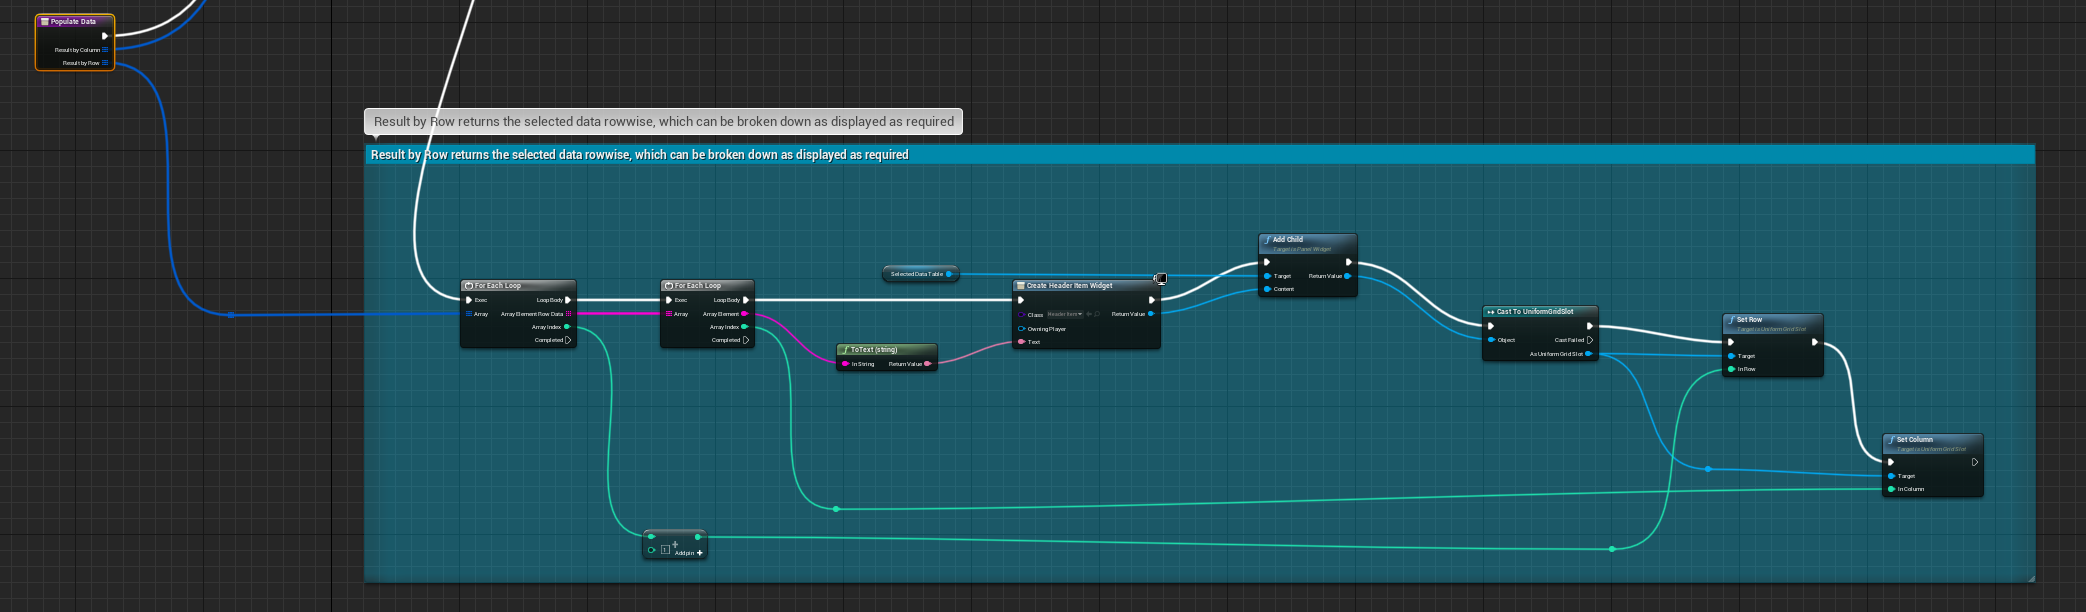 Populate Data
Result by Column
Result by Row
Result by Row returns the selected data rowwise, which can be broken down as displayed as required
Result by Row returns the selected data rowwise, which can be broken down as displayed as required
For Each Loop
Exec
Loop Body
Array
Array Element Row Data
Array Index
Completed
For Each Loop
Exec
Loop Body
Array
Array Element
Array Index
Completed
ToText (string)
In String
Return Value
Selected Data Table
Create Header Item Widget
Class
Header Item
Return Value
Owning Player
Text
Add Child
Target is Panel Widget
Target
Return Value
Content
Cast To UniformGridSlot
Object
Cast Failed
As Uniform Grid Slot
Set Row
Target is Uniform Grid Slot
Target
In Row
Set Column
Target is Uniform Grid Slot
Target
In Column
1
Add pin